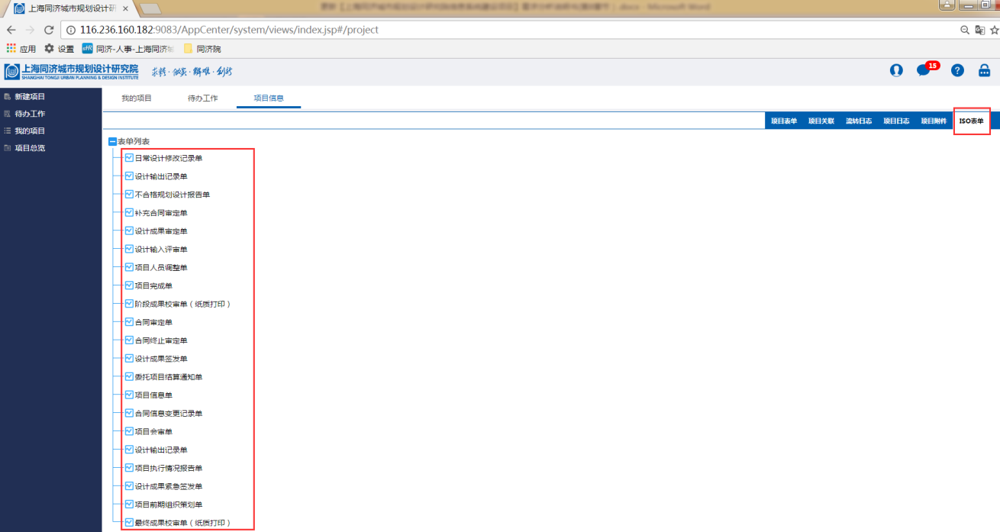 上海同济城市规划设计研
116.236.160.182:9083/AppCenter/system/views/index.jsp#/project
应用 设置 同济-人事-上海同济城 同济院
上海同济城市规划设计研究院
SHANGHAI TONGJI URBAN PLANNING & DESIGN INSTITUTE
15
新建项目
待办工作
我的项目
项目总览
我的项目 待办工作 项目信息
项目表单 项目关联 流转日志 项目日志 项目附件 ISO表单
表单列表
日常设计修改记录单
设计输出记录单
不合格规划设计报告单
补充合同审定单
设计成果审定单
设计输入评审单
项目人员调整单
项目完成单
阶段成果校审单（纸质打印）
合同审定单
合同终止审定单
设计成果签发单
委托项目结算通知单
项目信息单
合同信息变更记录单
项目会审单
设计输出记录单
项目执行情况报告单
设计成果紧急签发单
项目前期组织策划单
最终成果校审单（纸质打印）